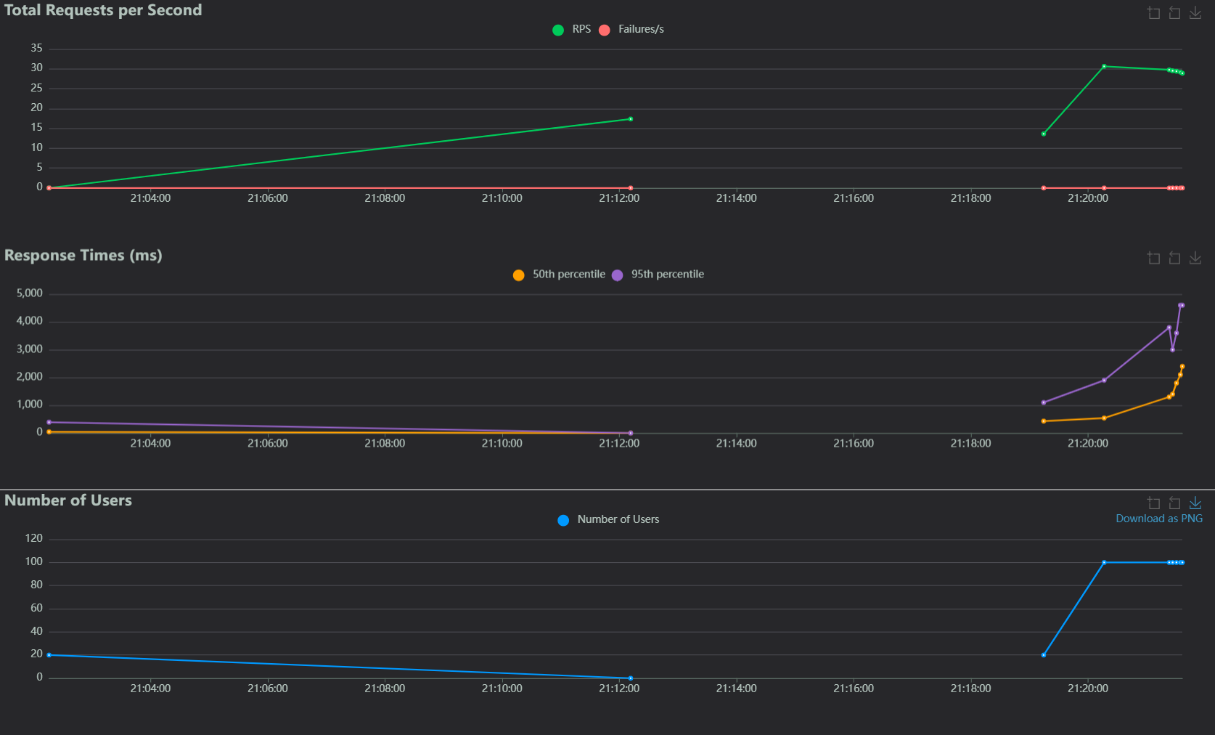 Total Requests per Second
RPS Failures/s
35
30
25
20
15
10
5
0
21:04:00 21:06:00 21:08:00 21:10:00 21:12:00 21:14:00 21:16:00 21:18:00 21:20:00
Response Times (ms)
50th percentile 95th percentile
5,000
4,000
3,000
2,000
1,000
0
21:04:00 21:06:00 21:08:00 21:10:00 21:12:00 21:14:00 21:16:00 21:18:00 21:20:00
Number of Users
Download as PNG
Number of Users
120
100
80
60
40
20
0
21:04:00 21:06:00 21:08:00 21:10:00 21:12:00 21:14:00 21:16:00 21:18:00 21:20:00